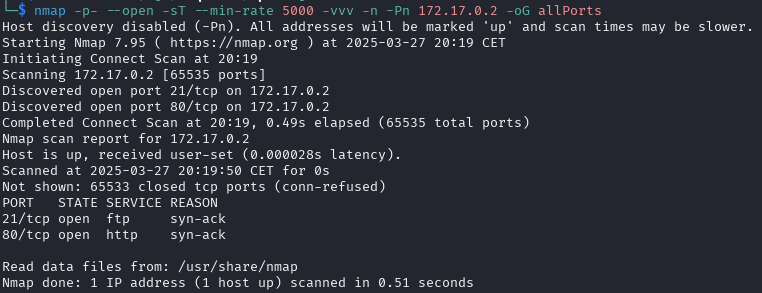 └─$ nmap -p- --open -sT --min-rate 5000 -vvv -n -Pn 172.17.0.2 -oG allPorts
Host discovery disabled (-Pn). All addresses will be marked 'up' and scan times may be slower.
Starting Nmap 7.95 ( https://nmap.org ) at 2025-03-27 20:19 CET
Initiating Connect Scan at 20:19
Scanning 172.17.0.2 [65535 ports]
Discovered open port 21/tcp on 172.17.0.2
Discovered open port 80/tcp on 172.17.0.2
Completed Connect Scan at 20:19, 0.49s elapsed (65535 total ports)
Nmap scan report for 172.17.0.2
Host is up, received user-set (0.000028s latency).
Scanned at 2025-03-27 20:19:50 CET for 0s
Not shown: 65533 closed tcp ports (conn-refused)
PORT   STATE SERVICE REASON
21/tcp open  ftp     syn-ack
80/tcp open  http    syn-ack

Read data files from: /usr/share/nmap
Nmap done: 1 IP address (1 host up) scanned in 0.51 seconds